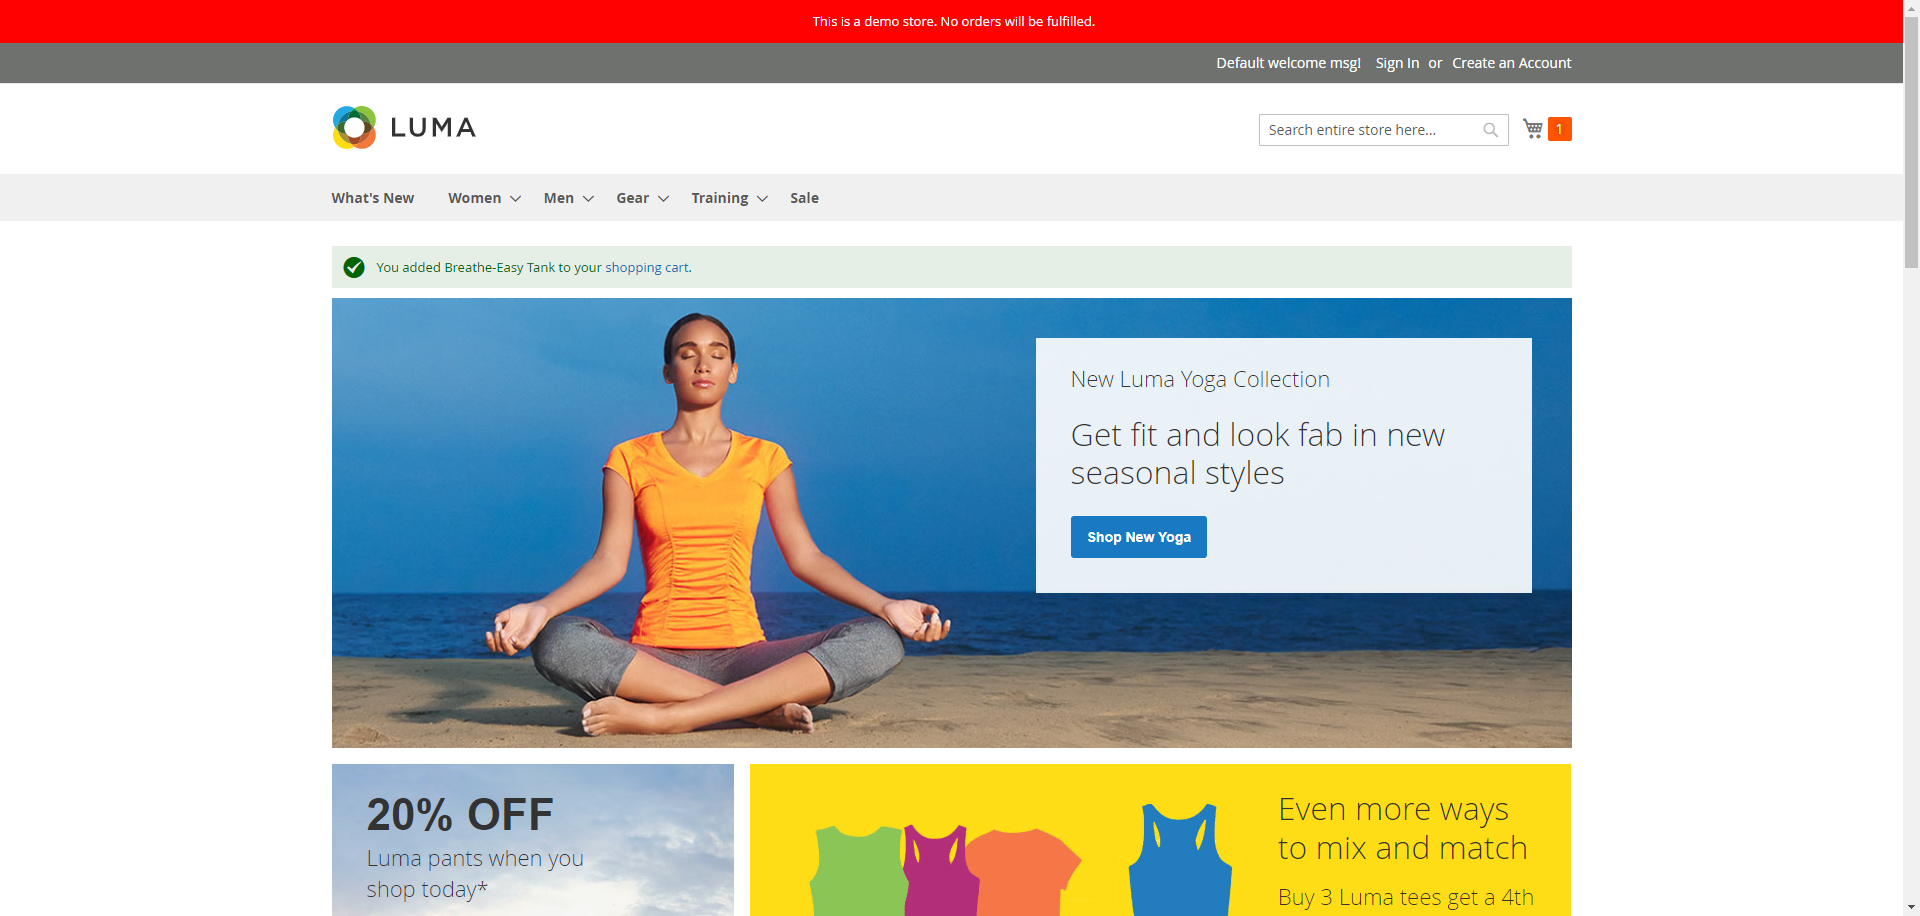 This is a demo store. No orders will be fulfilled.
Default welcome msg! Sign In or Create an Account
LUMA
Search entire store here...
1
What's New Women Men Gear Training Sale
You added Breathe-Easy Tank to your shopping cart.
New Luma Yoga Collection
Get fit and look fab in new
seasonal styles
Shop New Yoga
20% OFF
Luma pants when you
shop today*
Even more ways
to mix and match
Buy 3 Luma tees get a 4th